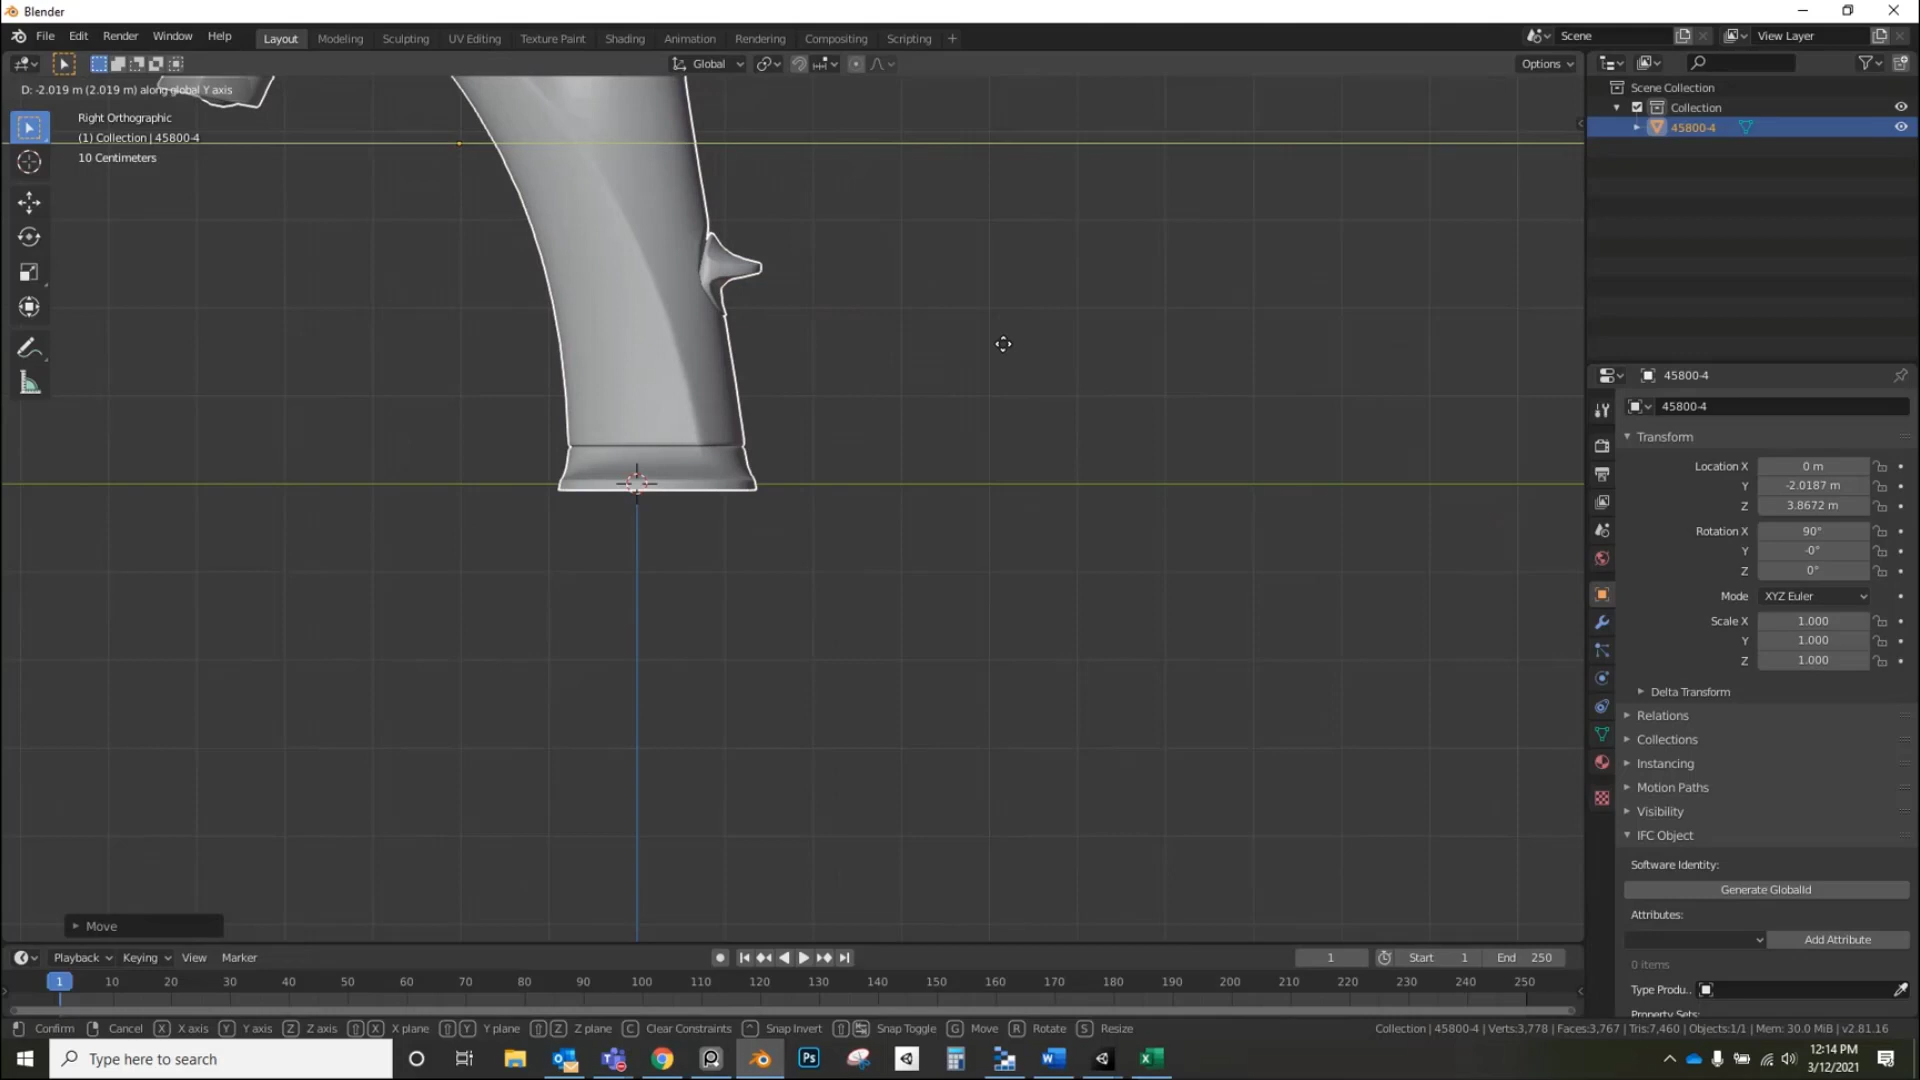 Blender
File Edit Render Window Help
Layout Modeling Sculpting UV Editing Texture Paint Shading Animation Rendering Compositing Scripting +
Scene
View Layer
Global
Options
D: -2.019 m (2.019 m) along global Y axis
Right Orthographic
(1) Collection | 45800-4
10 Centimeters
Scene Collection
Collection
45800-4
45800-4
45800-4
Transform
Location X 0 m
Y -2.0187 m
Z 3.8672 m
Rotation X 90°
Y -0°
Z 0°
Mode XYZ Euler
Scale X 1.000
Y 1.000
Z 1.000
Delta Transform
Relations
Collections
Instancing
Motion Paths
Visibility
IFC Object
Software Identity:
Generate GlobalId
Attributes:
Add Attribute
0 items
Type Produ..
Property Sets:
Move
Playback Keying View Marker
1 Start 1 End 250
1 10 20 30 40 50 60 70 80 90 100 110 120 130 140 150 160 170 180 190 200 210 220 230 240 250
Confirm Cancel X X axis Y Y axis Z Z axis X X plane Y Y plane Z Z plane C Clear Constraints ^ Snap Invert Snap Toggle G Move R Rotate S Resize
Collection | 45800-4 | Verts:3,778 | Faces:3,767 | Tris:7,460 | Objects:1/1 | Mem: 30.0 MiB | v2.81.16
Type here to search
12:14 PM
3/12/2021